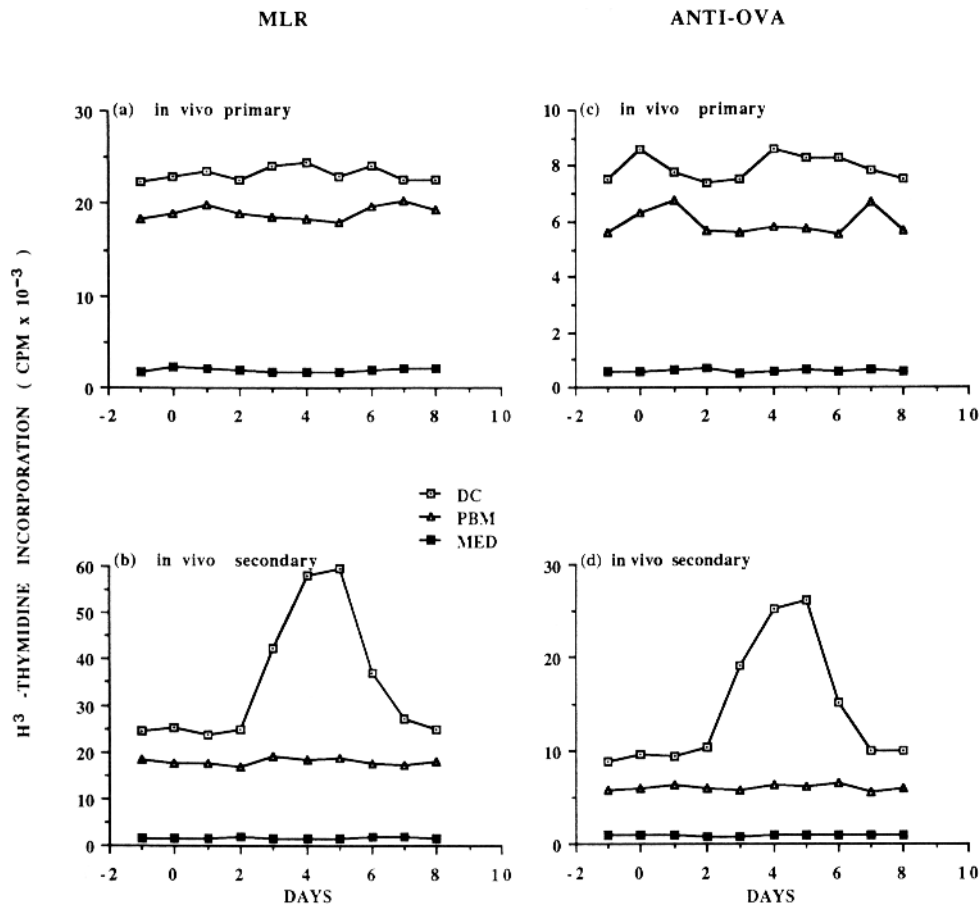 MLR
ANTI-OVA
H³ -THYMIDINE INCORPORATION ( CPM x 10⁻³ )
(a) in vivo primary
30
20
10
0
-2 0 2 4 6 8 10
(c) in vivo primary
10
8
6
4
2
0
-2 0 2 4 6 8 10
DC
PBM
MED
(b) in vivo secondary
60
50
40
30
20
10
0
-2 0 2 4 6 8 10
DAYS
(d) in vivo secondary
30
20
10
0
-2 0 2 4 6 8 10
DAYS